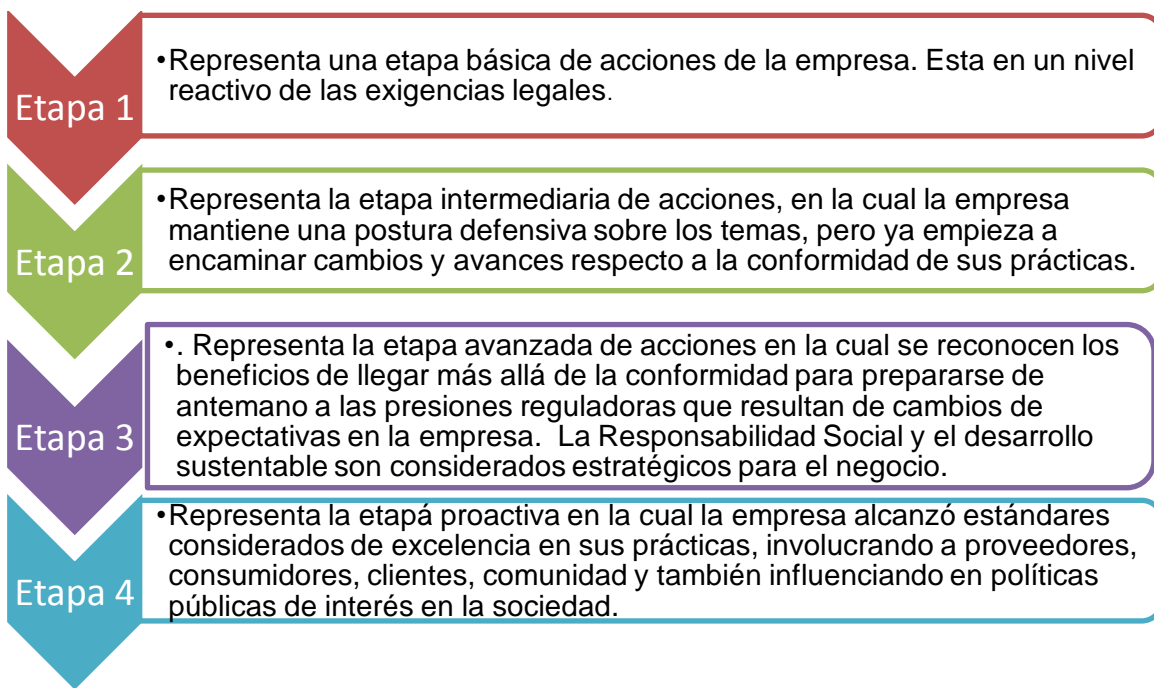 Etapa 1
•Representa una etapa básica de acciones de la empresa. Esta en un nivel
reactivo de las exigencias legales.
Etapa 2
•Representa la etapa intermediaria de acciones, en la cual la empresa
mantiene una postura defensiva sobre los temas, pero ya empieza a
encaminar cambios y avances respecto a la conformidad de sus prácticas.
Etapa 3
•. Representa la etapa avanzada de acciones en la cual se reconocen los
beneficios de llegar más allá de la conformidad para prepararse de
antemano a las presiones reguladoras que resultan de cambios de
expectativas en la empresa. La Responsabilidad Social y el desarrollo
sustentable son considerados estratégicos para el negocio.
Etapa 4
•Representa la etapá proactiva en la cual la empresa alcanzó estándares
considerados de excelencia en sus prácticas, involucrando a proveedores,
consumidores, clientes, comunidad y también influenciando en políticas
públicas de interés en la sociedad.